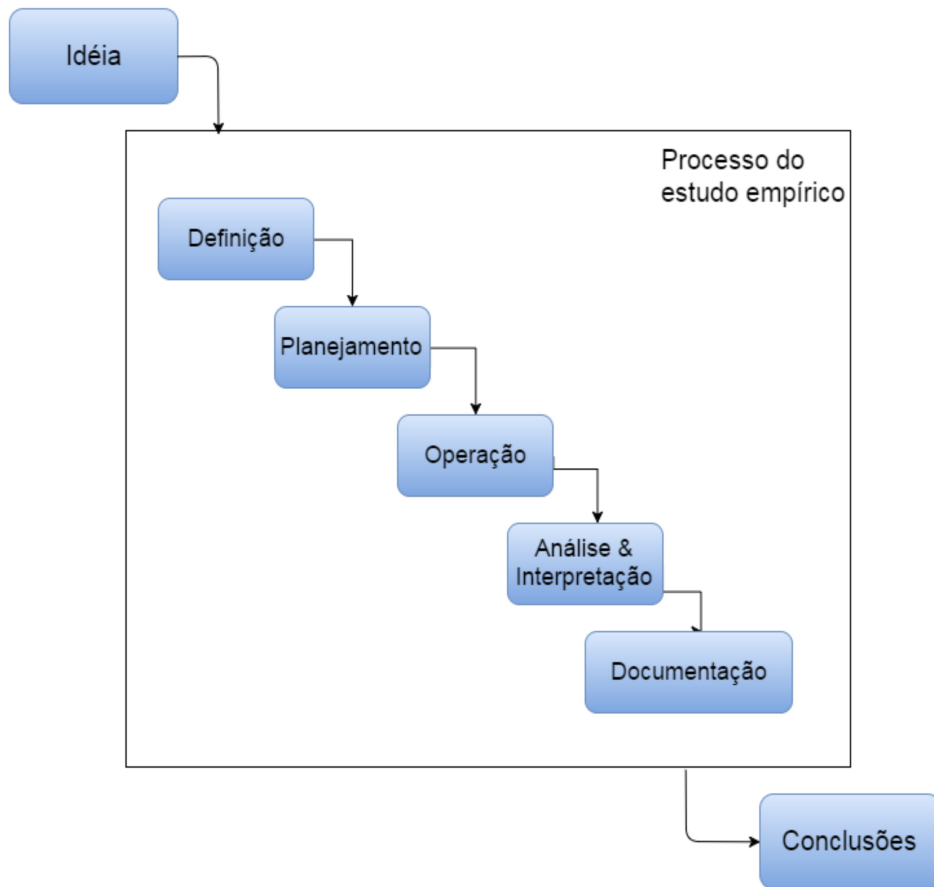 Idéia
Processo do
estudo empírico
Definição
Planejamento
Operação
Análise &
Interpretação
Documentação
Conclusões